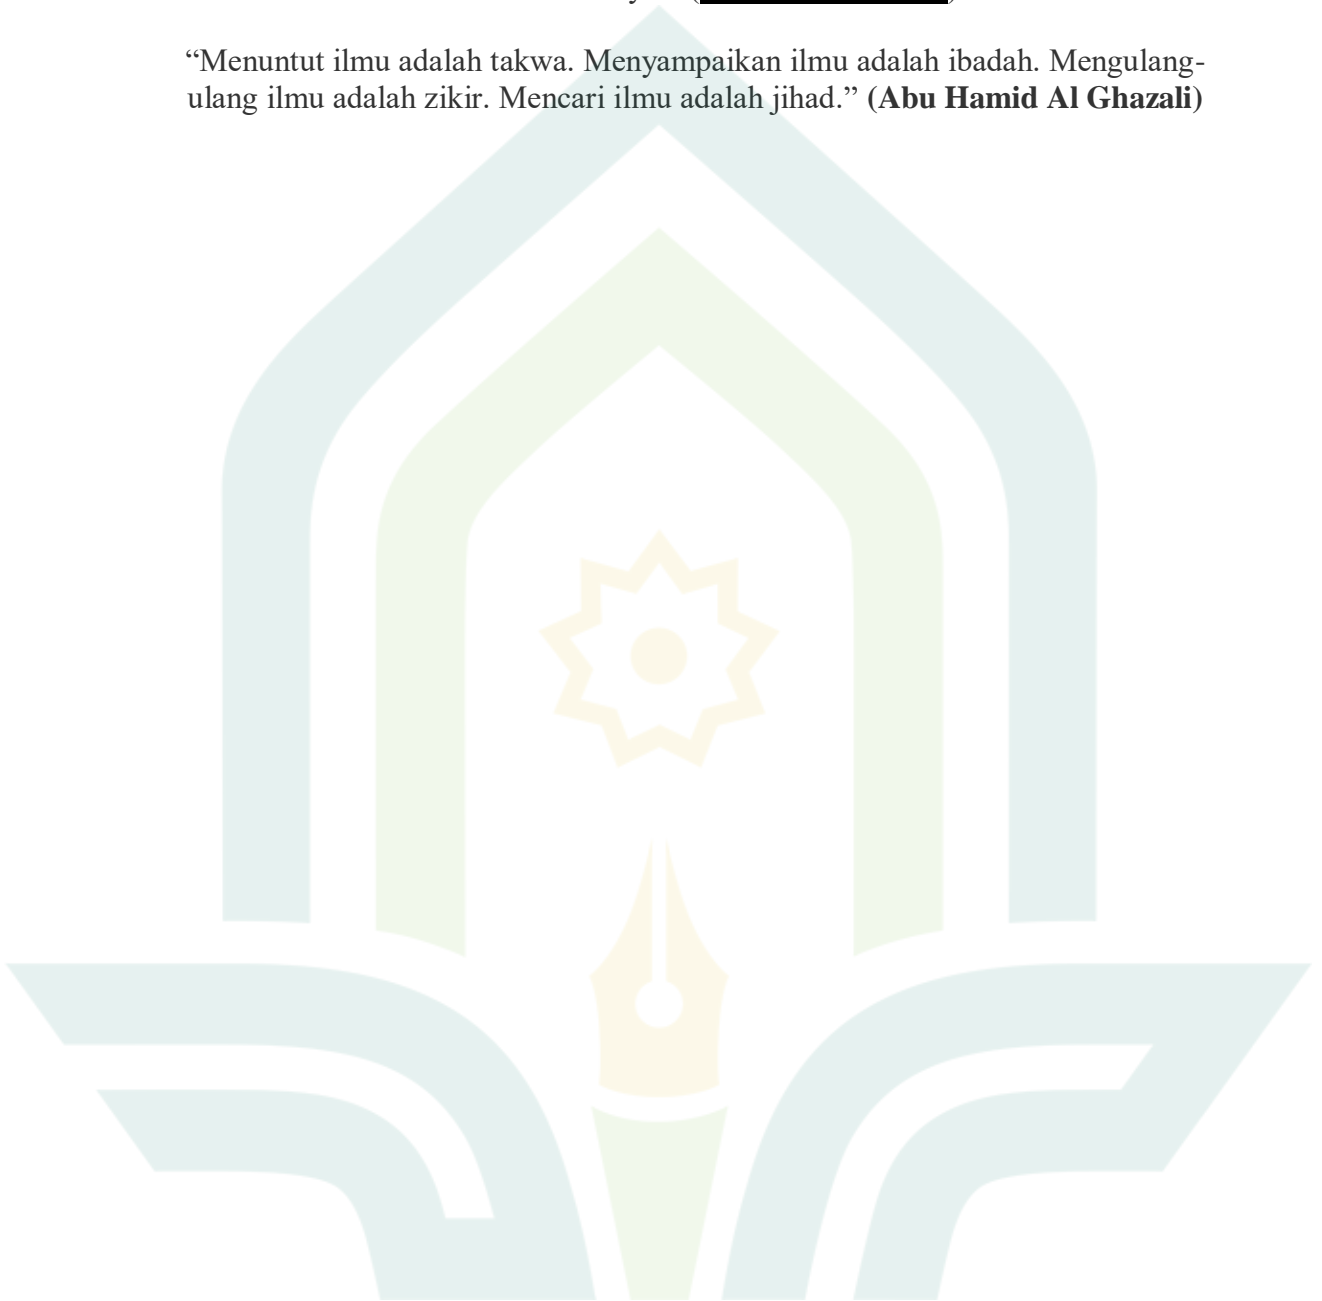 “Menuntut ilmu adalah takwa. Menyampaikan ilmu adalah ibadah. Mengulang-
ulang ilmu adalah zikir. Mencari ilmu adalah jihad.” (Abu Hamid Al Ghazali)